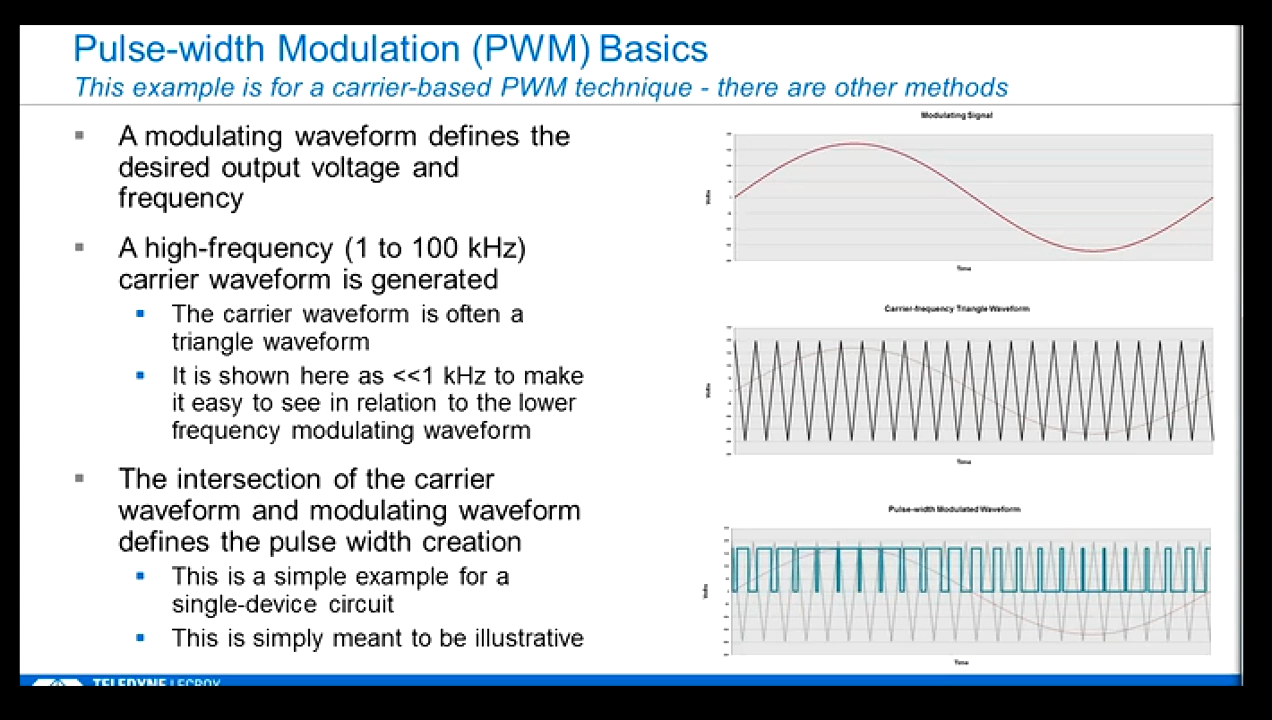 Pulse-width Modulation (PWM) Basics
This example is for a carrier-based PWM technique - there are other methods
A modulating waveform defines the
desired output voltage and
frequency
A high-frequency (1 to 100 kHz)
carrier waveform is generated
The carrier waveform is often a
triangle waveform
It is shown here as <<1 kHz to make
it easy to see in relation to the lower
frequency modulating waveform
The intersection of the carrier
waveform and modulating waveform
defines the pulse width creation
This is a simple example for a
single-device circuit
This is simply meant to be illustrative
Modulating Signal
Volts
Time
Carrier-frequency Triangle Waveform
Volts
Time
Pulse-width Modulated Waveform
Volts
Time
TELEDYNE LECROY